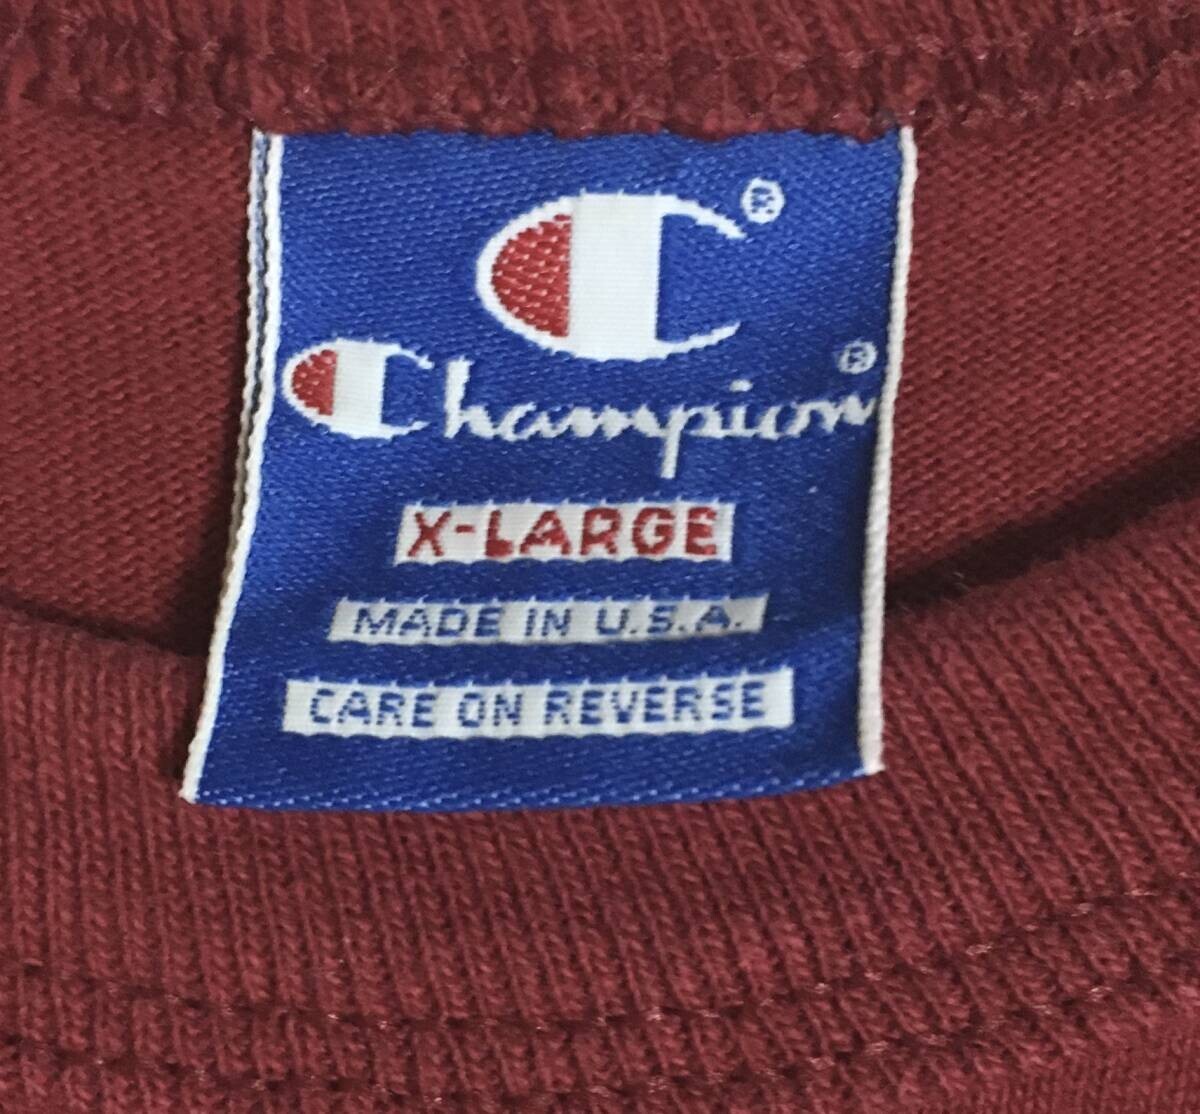 C®
Champion®
X-LARGE
MADE IN U.S.A.
CARE ON REVERSE